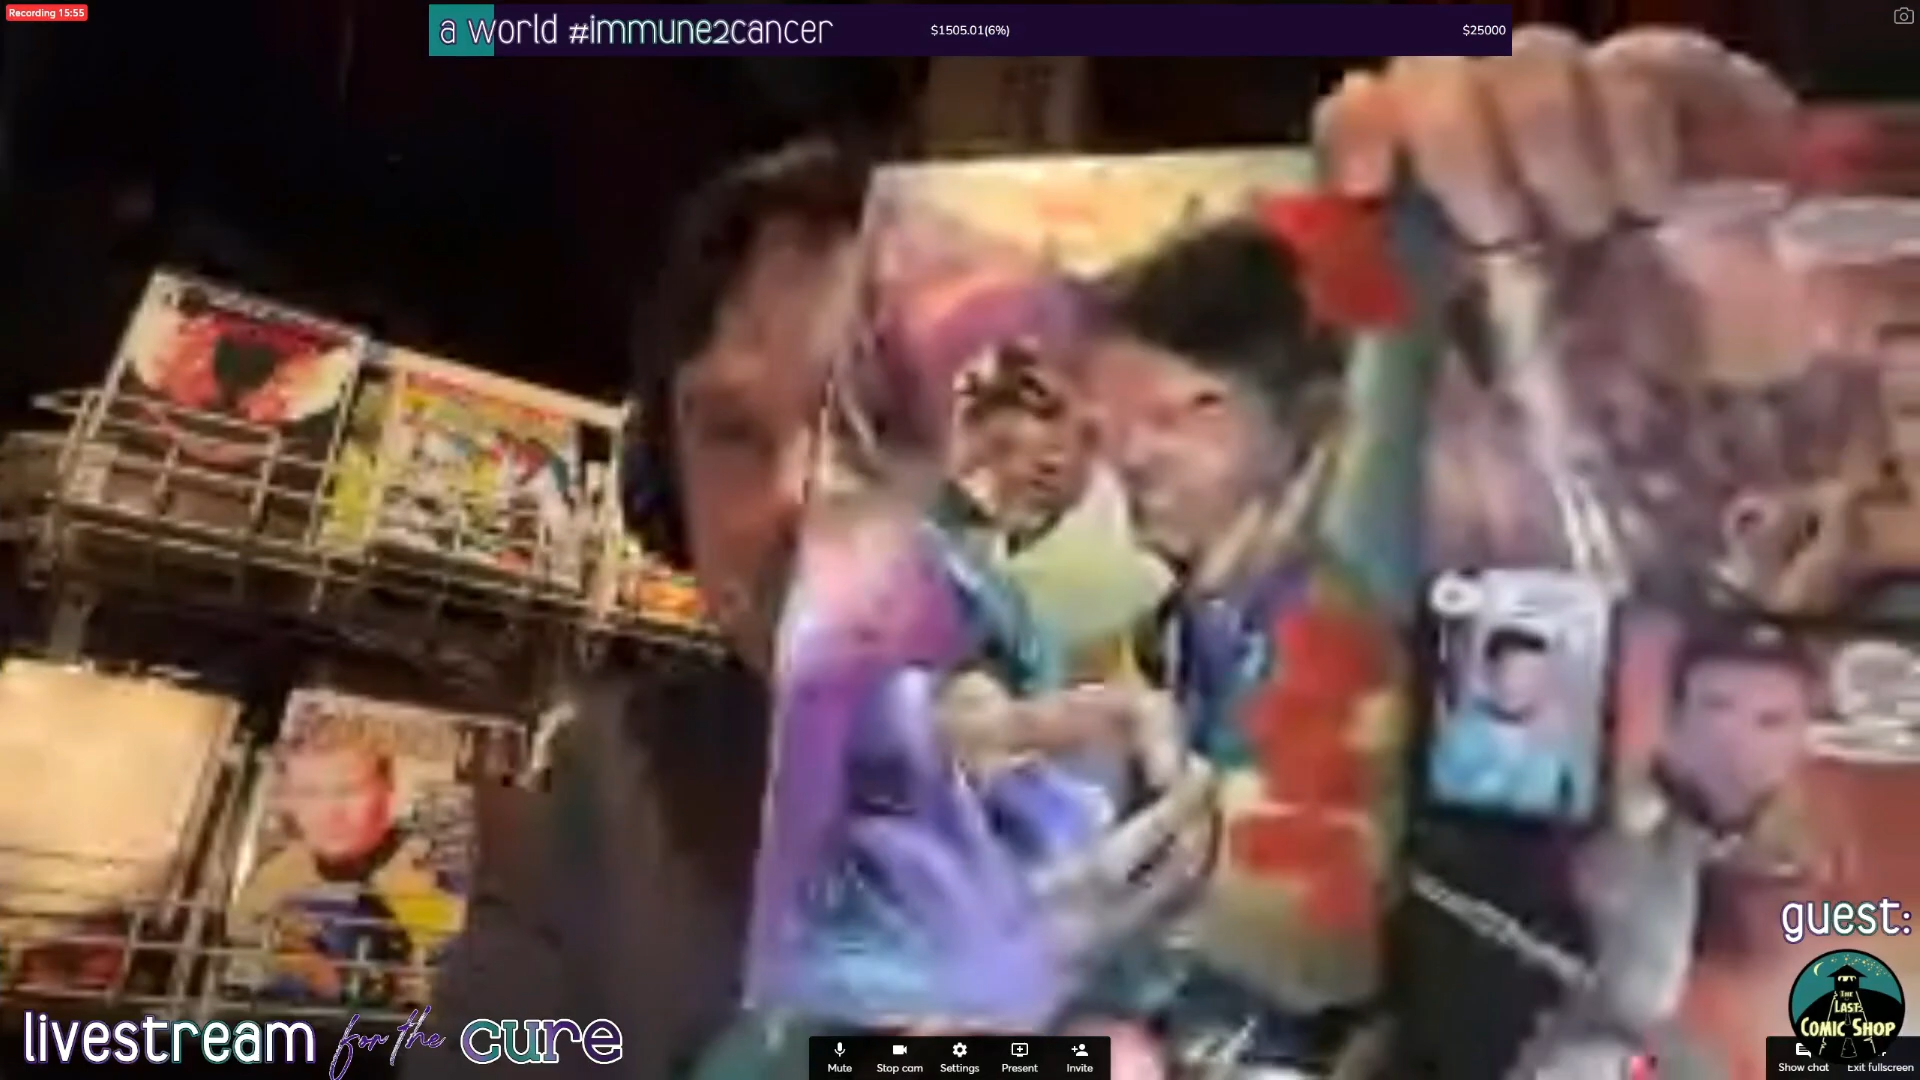 Recording 15:55
a world #immune2cancer
$1505.01(6%)
$25000
guest:
THE
LAST
COMIC SHOP
livestream for the cure
Mute
Stop cam
Settings
Present
Invite
Show chat
Exit fullscreen